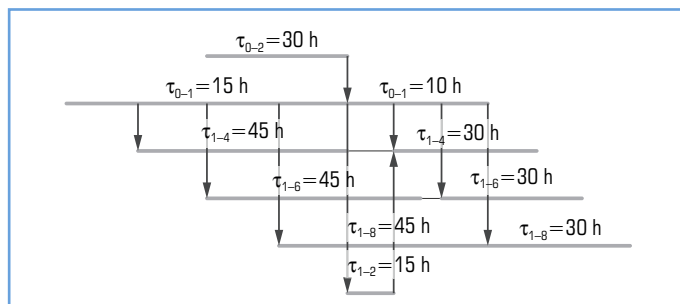 τ₀₋₂=30 h
τ₀₋₁=15 h τ₀₋₁=10 h
τ₁₋₄=45 h τ₁₋₄=30 h
τ₁₋₆=45 h τ₁₋₆=30 h
τ₁₋₈=45 h τ₁₋₈=30 h
τ₁₋₂=15 h